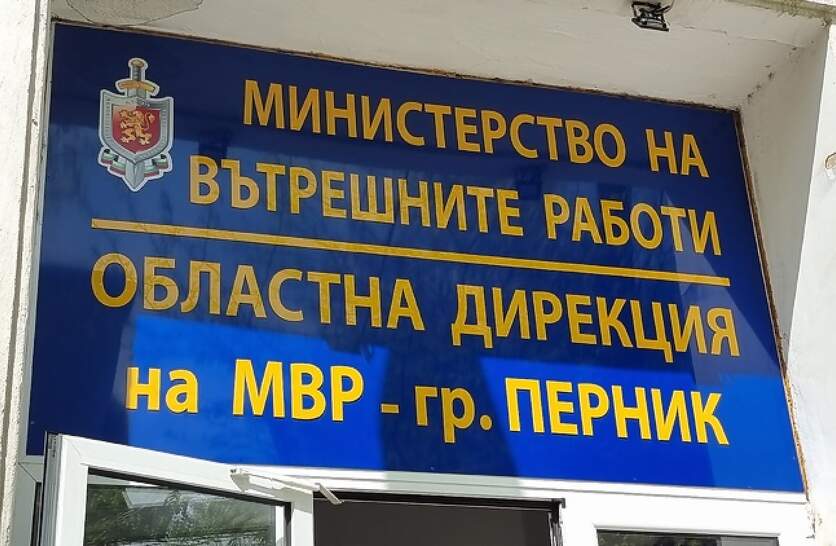 МИНИСТЕРСТВО НА
ВЪТРЕШНИТЕ РАБОТИ
ОБЛАСТНА ДИРЕКЦИЯ
на МВР - гр. ПЕРНИК